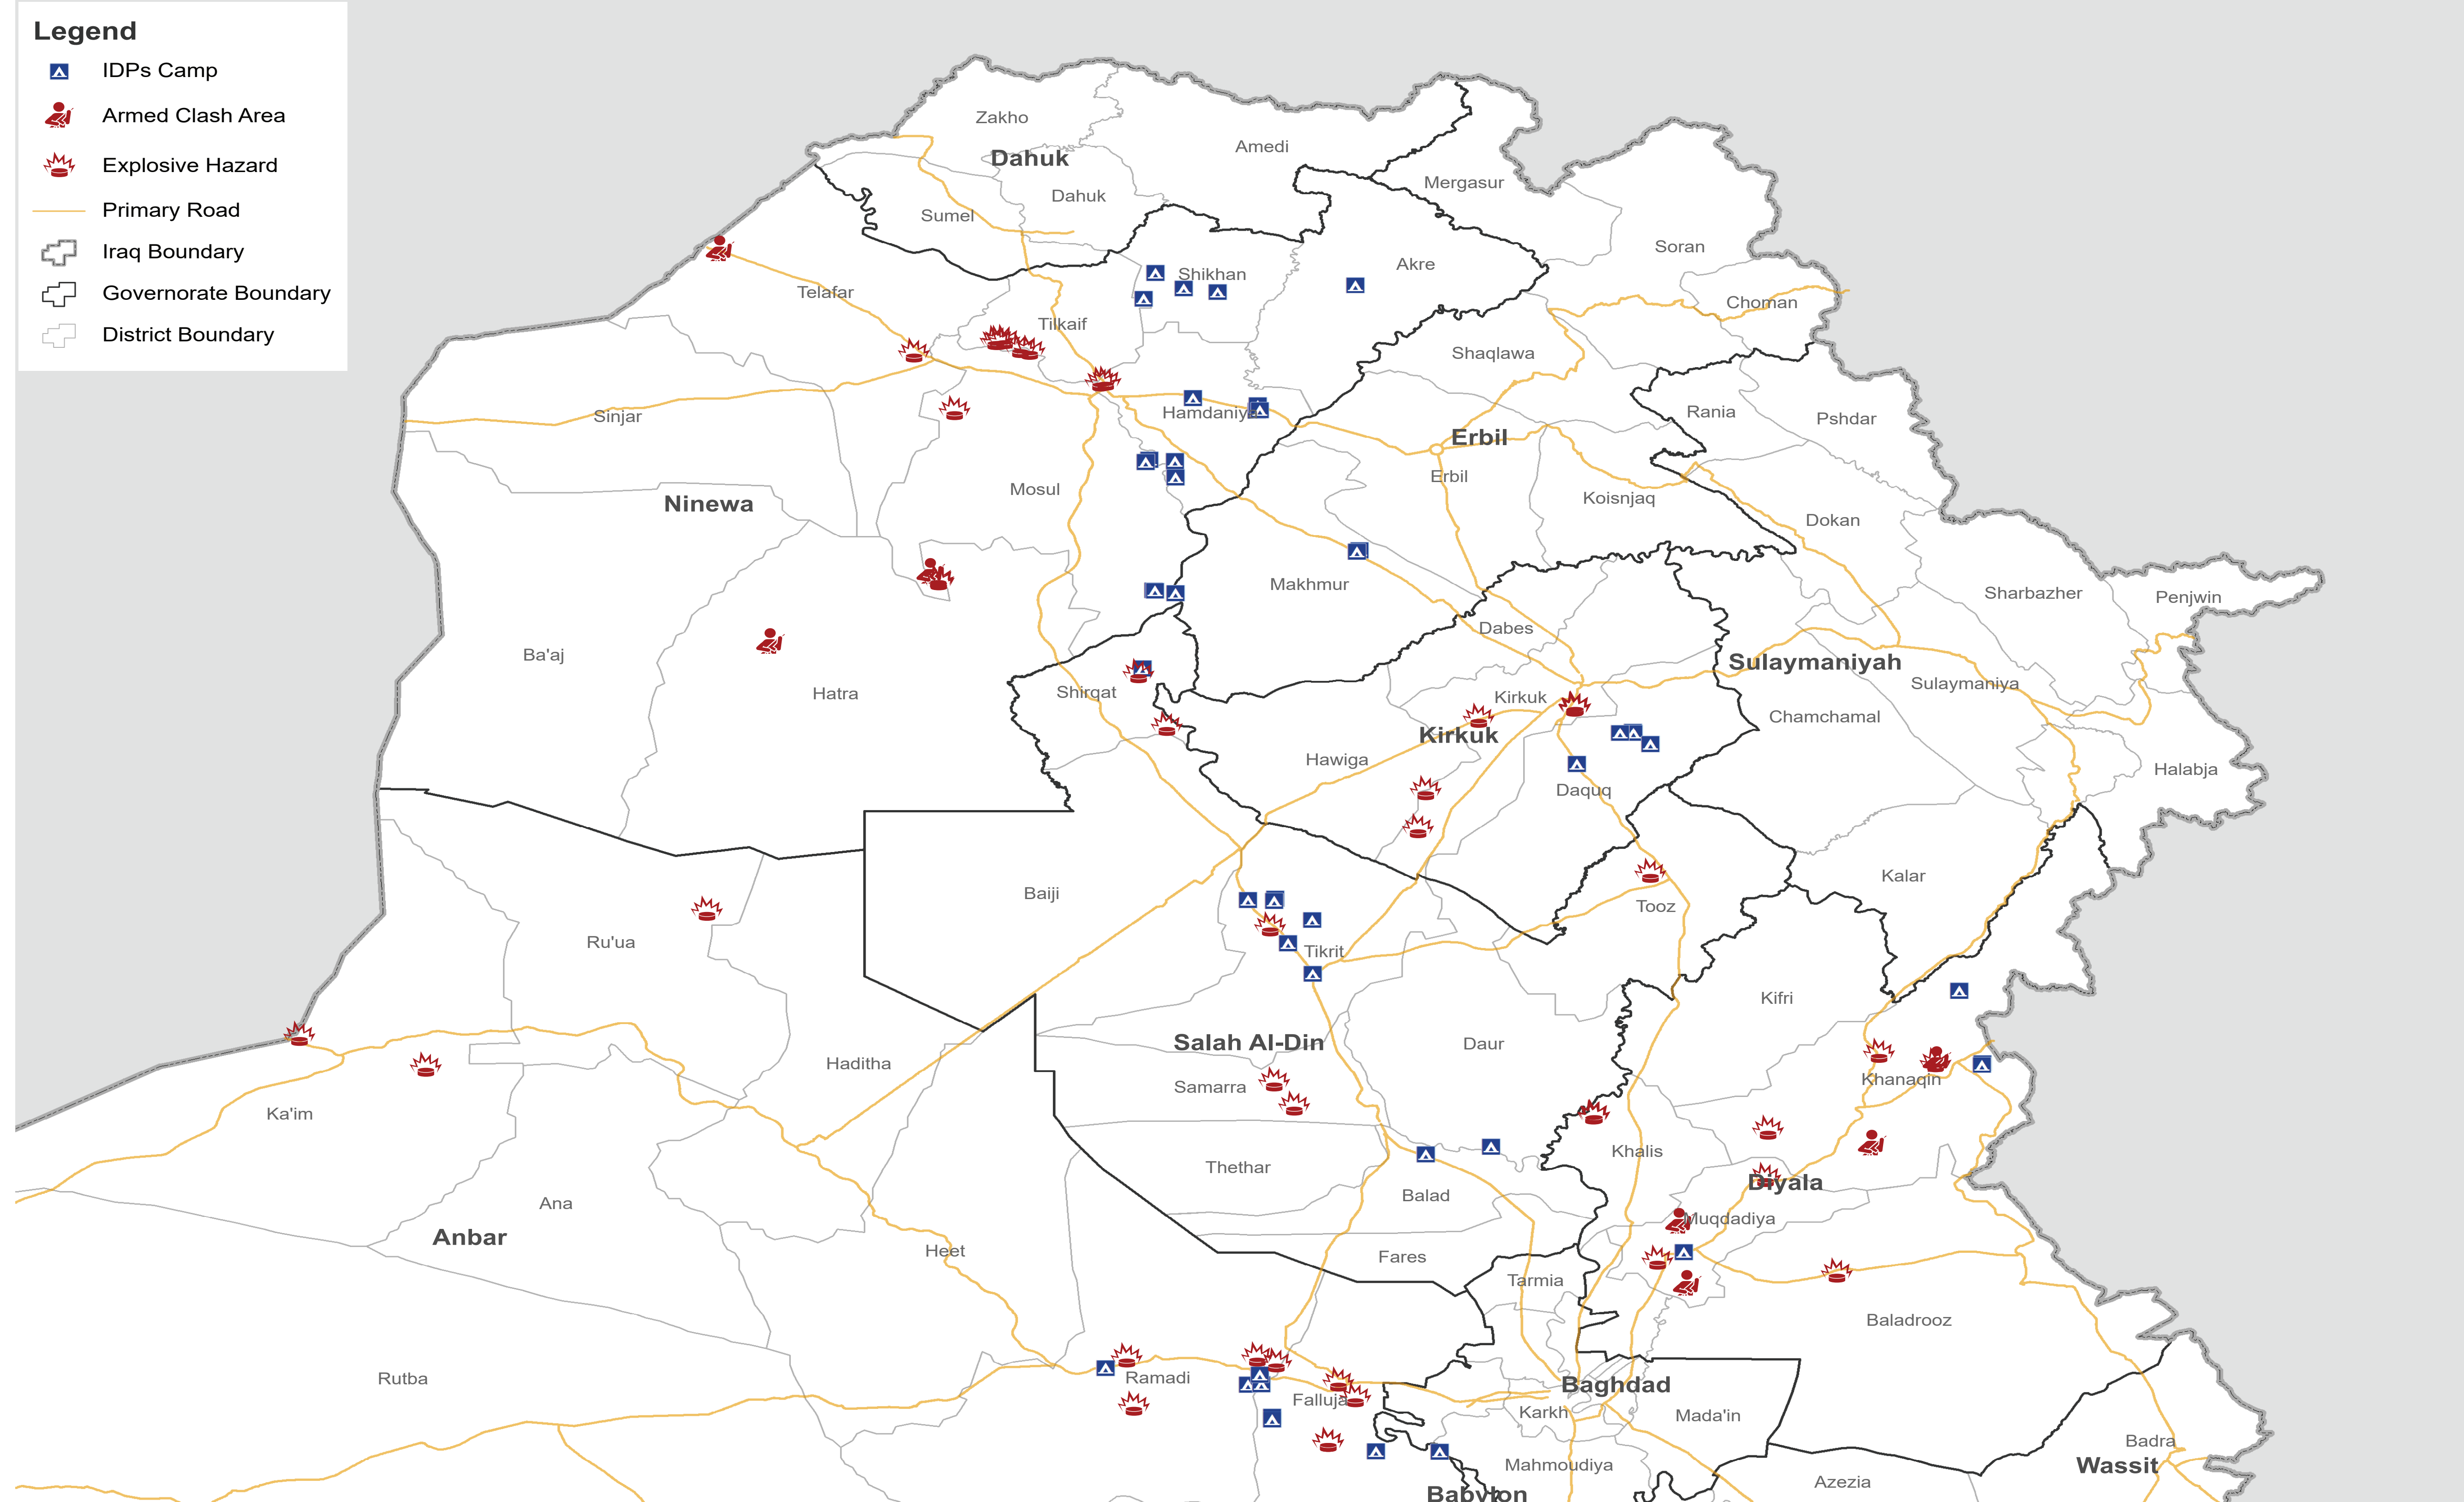 Legend
IDPs Camp
Armed Clash Area
Explosive Hazard
Primary Road
Iraq Boundary
Governorate Boundary
District Boundary
Zakho
Amedi
Dahuk
Mergasur
Dahuk
Sumel
Soran
Akre
Shikhan
Telafar
Choman
Tilkaif
Shaqlawa
Hamdaniya
Rania
Sinjar
Pshdar
Erbil
Erbil
Mosul
Koisnjaq
Ninewa
Dokan
Makhmur
Sharbazher
Penjwin
Dabes
Ba'aj
Sulaymaniyah
Sulaymaniya
Shirqat
Hatra
Kirkuk
Chamchamal
Kirkuk
Hawiga
Halabja
Daquq
Kalar
Baiji
Tooz
Ru'ua
Tikrit
Kifri
Salah Al-Din
Daur
Haditha
Khanaqin
Samarra
Ka'im
Khalis
Thethar
Diyala
Balad
Ana
Muqdadiya
Anbar
Heet
Fares
Tarmia
Baladrooz
Ramadi
Rutba
Baghdad
Falluja
Karkh
Mada'in
Badra
Mahmoudiya
Wassit
Azezia
Babylon